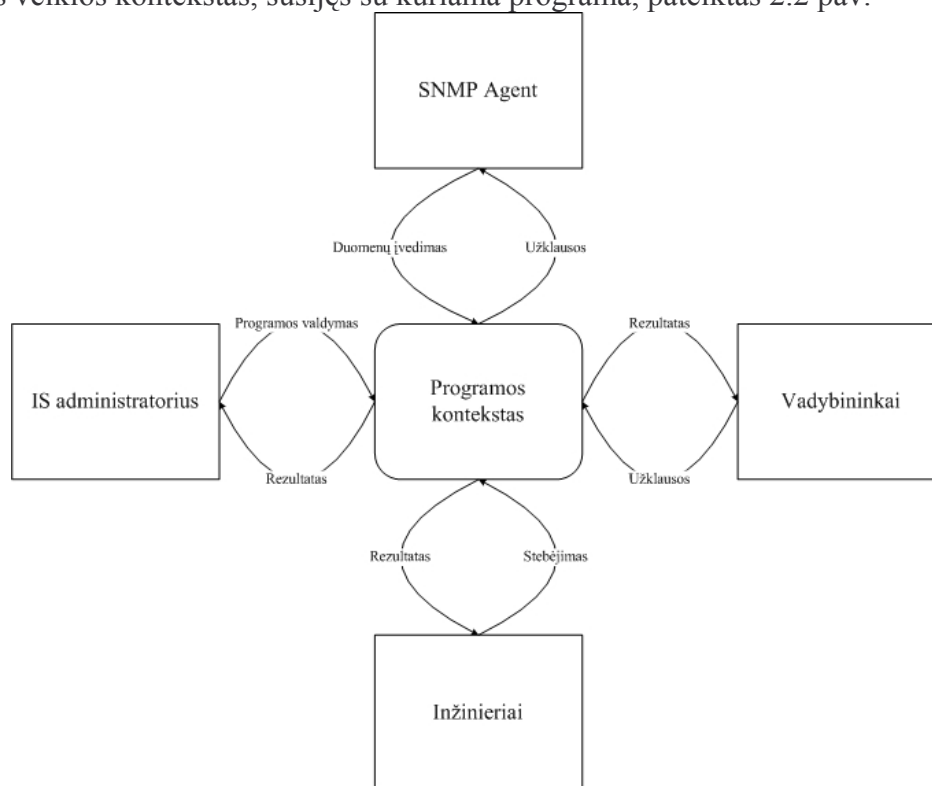 s veiklos kontekstas, susijęs su kuriama programa, pateiktas 2.2 pav.
SNMP Agent
Duomenų įvedimas
Užklausos
Programos valdymas
Rezultatas
IS administratorius
Programos
kontekstas
Vadybininkai
Rezultatas
Užklausos
Rezultatas
Stebėjimas
Inžinieriai